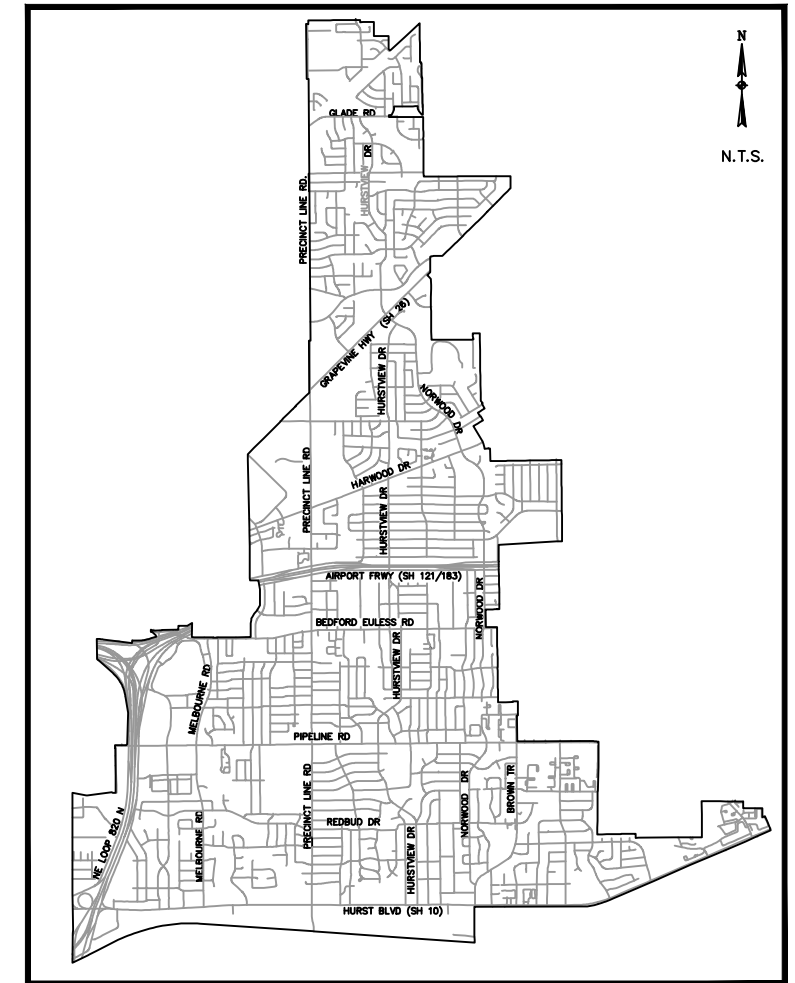 N
N.T.S.
GLADE RD
HURSTVIEW DR
PRECINCT LINE RD.
GRAPEVINE HWY (SH 26)
HURSTVIEW DR
NORWOOD DR
HARWOOD DR
PRECINCT LINE RD
HURSTVIEW DR
AIRPORT FRWY (SH 121/183)
NORWOOD DR
BEDFORD EULESS RD
HURSTVIEW DR
MELBOURNE RD
PIPELINE RD
PRECINCT LINE RD
NORWOOD DR
BROWN TR
NE LOOP 820 N
MELBOURNE RD
REDBUD DR
HURSTVIEW DR
HURST BLVD (SH 10)